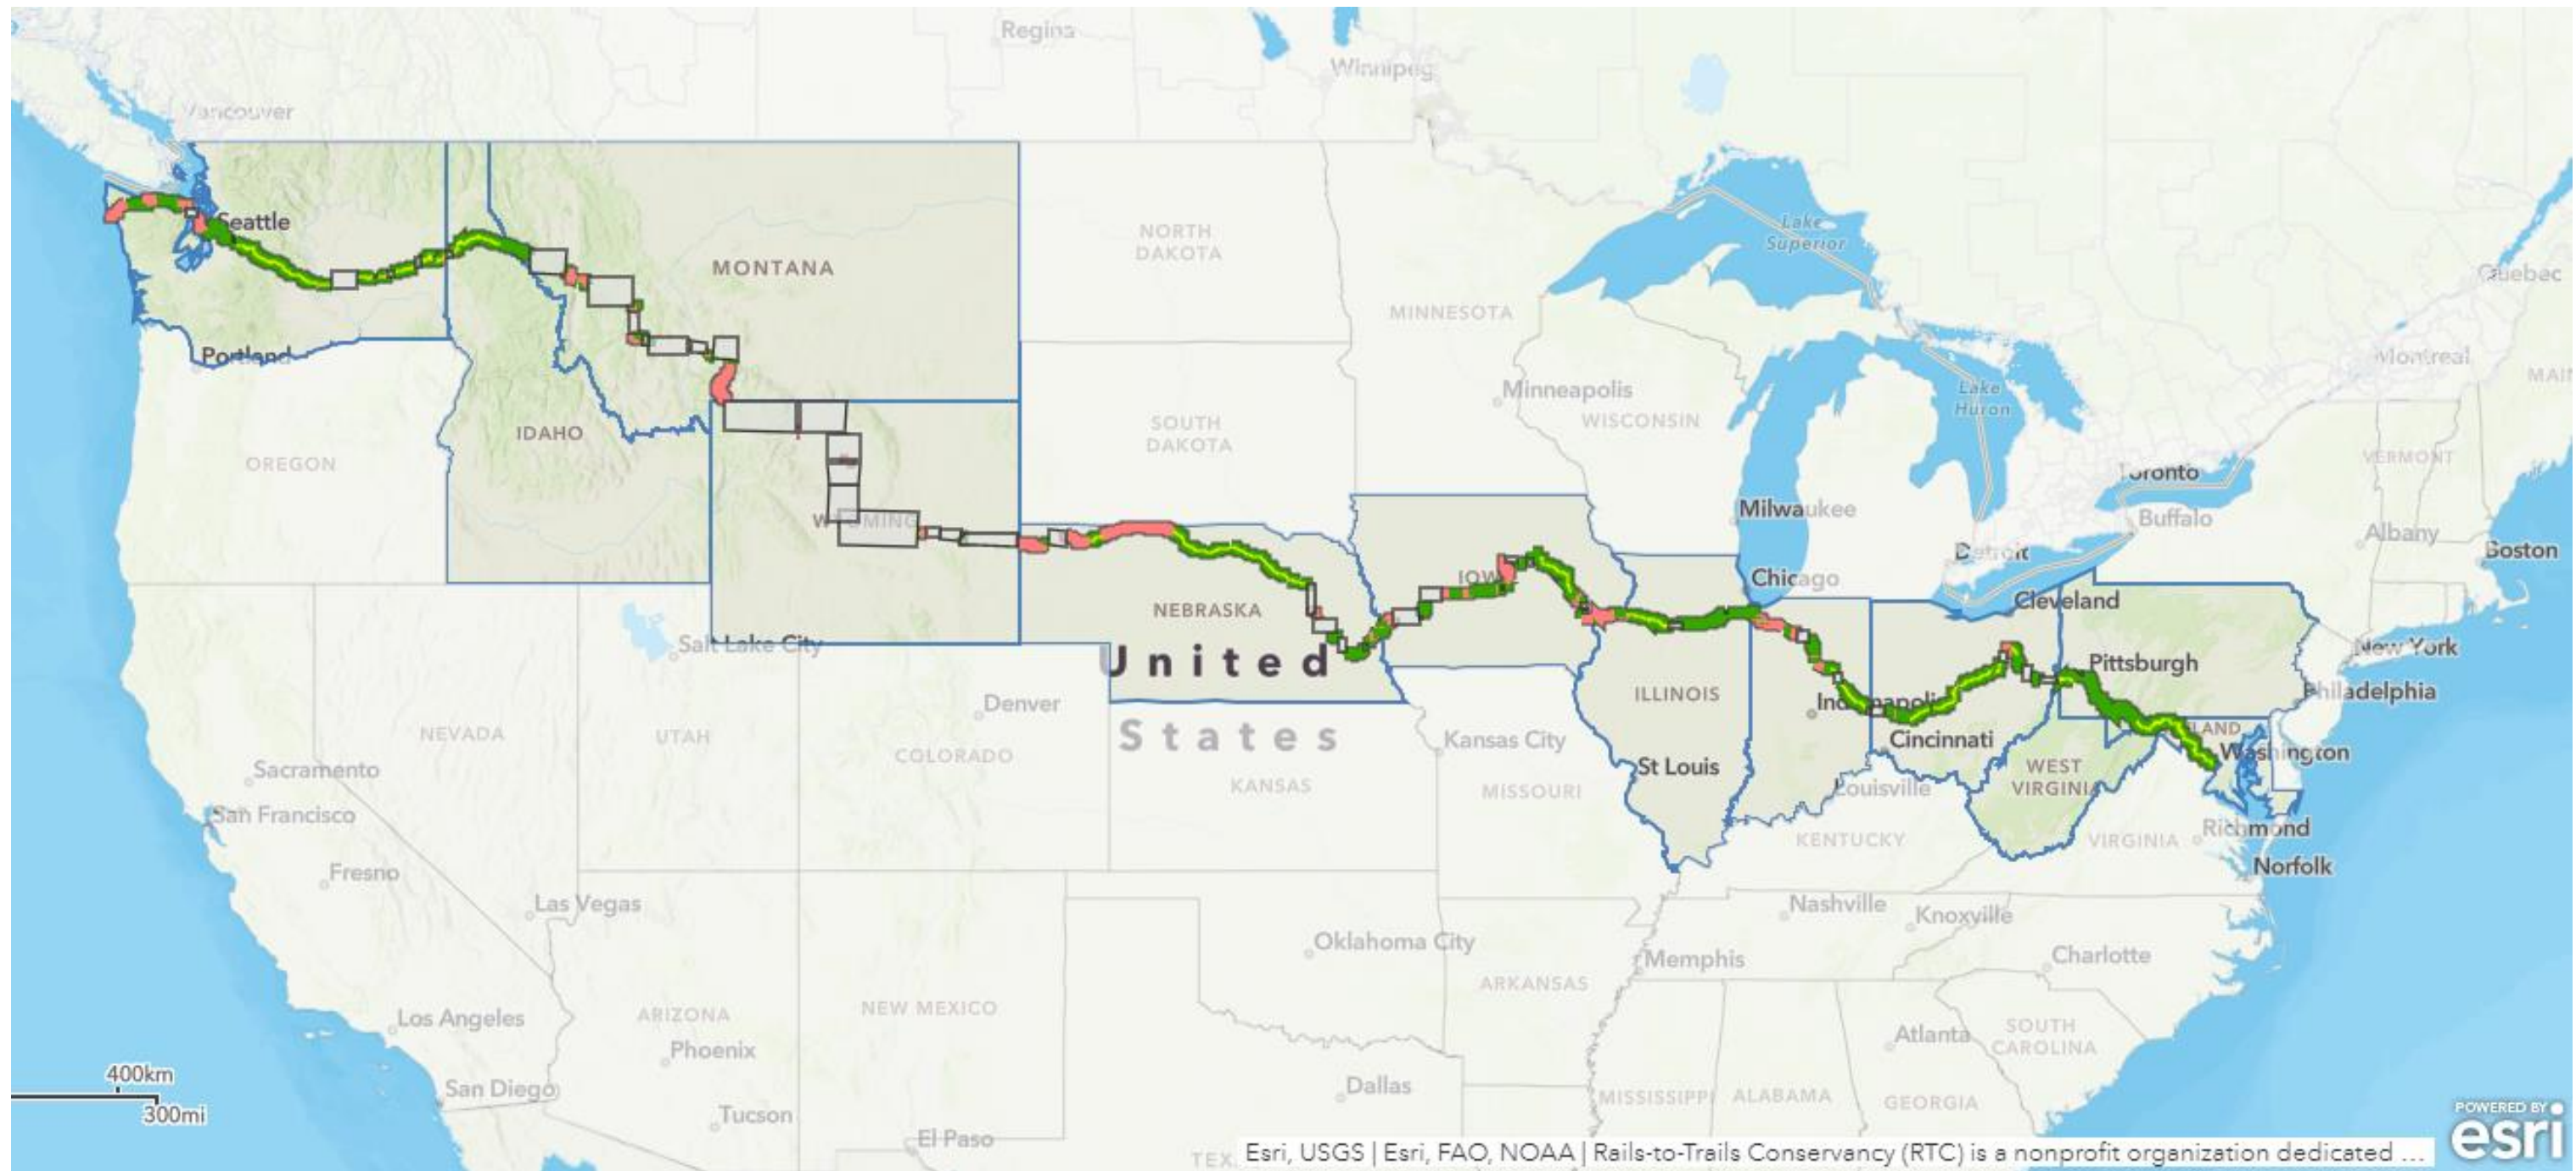 Regina
Winnipeg
Vancouver
Seattle
MONTANA
NORTH
DAKOTA
Lake
Superior
Quebec
MINNESOTA
Portland
Montreal
Minneapolis
Lake
Huron
WISCONSIN
IDAHO
SOUTH
DAKOTA
OREGON
VERMONT
Toronto
Milwaukee
Buffalo
WYOMING
Albany
Detroit
Boston
Chicago
IOWA
Cleveland
NEBRASKA
Salt Lake City
New York
United
Pittsburgh
ILLINOIS
Philadelphia
Denver
Indianapolis
NEVADA
UTAH
States
Kansas City
Cincinnati
LAND
Washington
COLORADO
St Louis
WEST
VIRGINIA
Sacramento
KANSAS
MISSOURI
Louisville
San Francisco
KENTUCKY
VIRGINIA
Richmond
Norfolk
Fresno
Las Vegas
Nashville
Knoxville
Oklahoma City
Memphis
Charlotte
ARKANSAS
Los Angeles
ARIZONA
NEW MEXICO
Phoenix
Atlanta
SOUTH
CAROLINA
400km
300mi
San Diego
Dallas
MISSISSIPPI
ALABAMA
GEORGIA
Tucson
El Paso
POWERED BY
esri
Esri, USGS | Esri, FAO, NOAA | Rails-to-Trails Conservancy (RTC) is a nonprofit organization dedicated ...